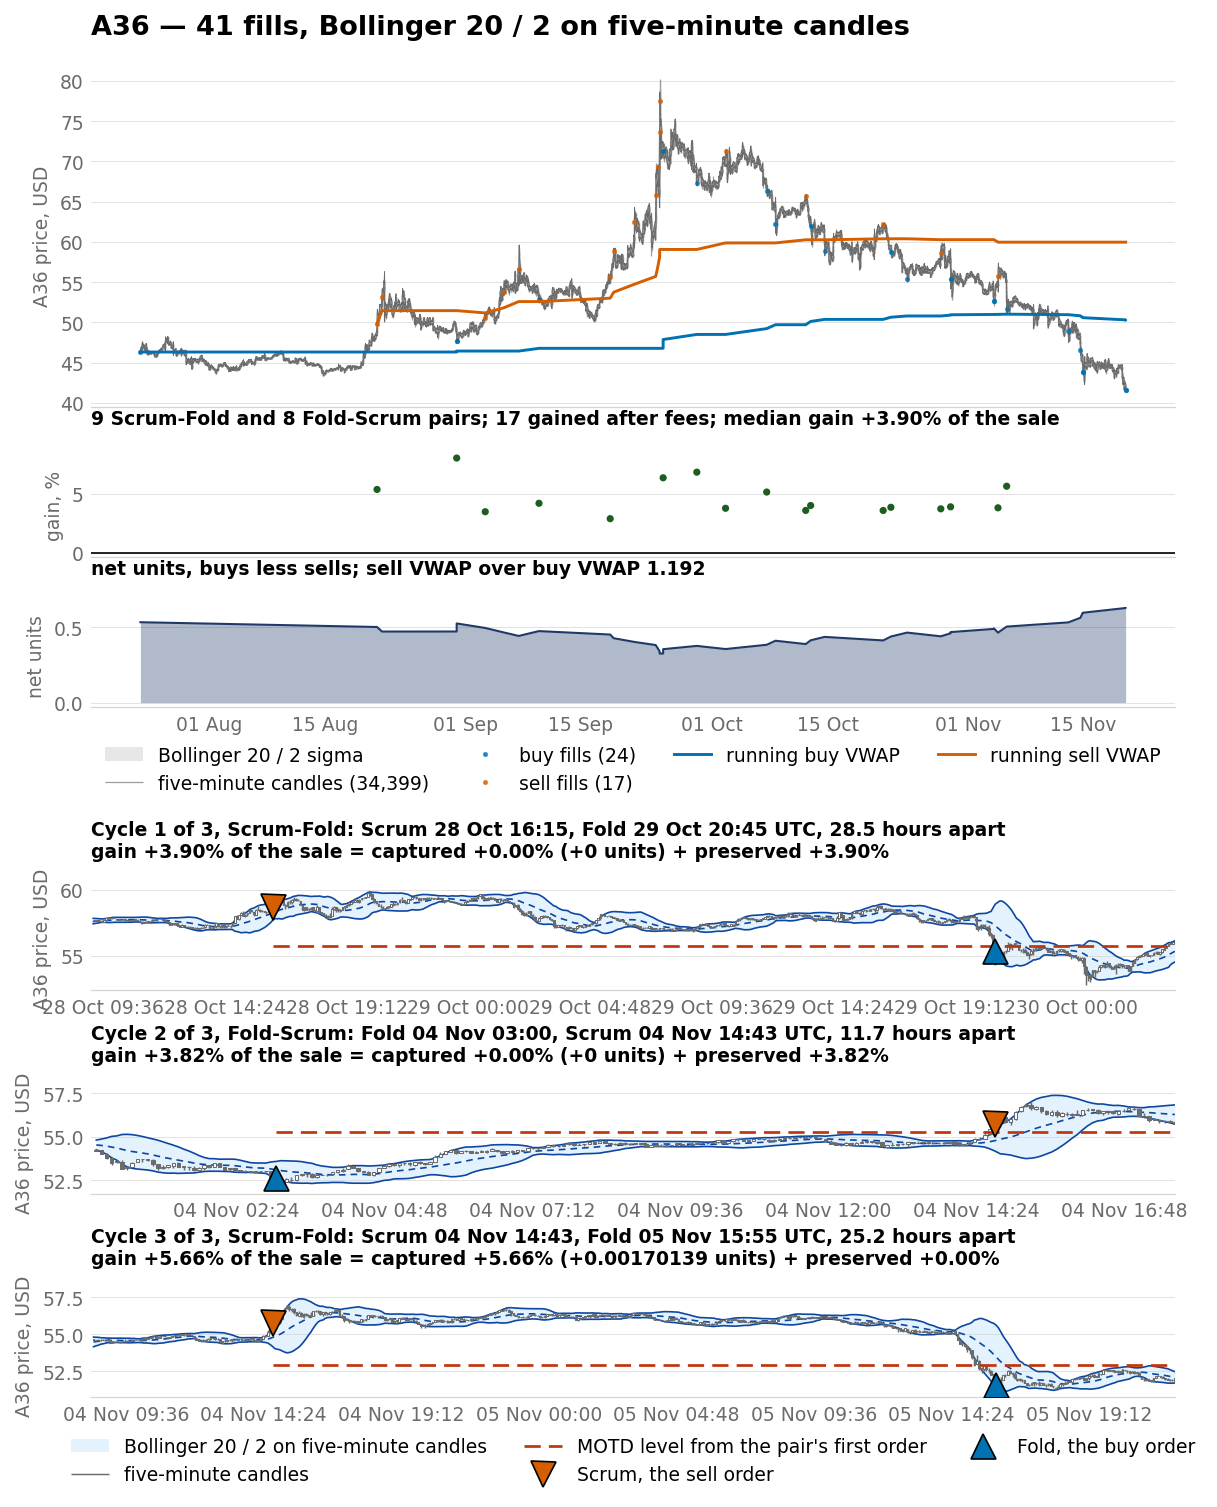 A36 — 41 fills, Bollinger 20 / 2 on five-minute candles
80
75
70
65
60
55
50
45
40
A36 price, USD
9 Scrum-Fold and 8 Fold-Scrum pairs; 17 gained after fees; median gain +3.90% of the sale
5
0
gain, %
net units, buys less sells; sell VWAP over buy VWAP 1.192
0.5
0.0
net units
01 Aug 15 Aug 01 Sep 15 Sep 01 Oct 15 Oct 01 Nov 15 Nov
Bollinger 20 / 2 sigma buy fills (24) running buy VWAP running sell VWAP
five-minute candles (34,399) sell fills (17)
Cycle 1 of 3, Scrum-Fold: Scrum 28 Oct 16:15, Fold 29 Oct 20:45 UTC, 28.5 hours apart
gain +3.90% of the sale = captured +0.00% (+0 units) + preserved +3.90%
60
55
A36 price, USD
28 Oct 09:36 28 Oct 14:24 28 Oct 19:12 29 Oct 00:00 29 Oct 04:48 29 Oct 09:36 29 Oct 14:24 29 Oct 19:12 30 Oct 00:00
Cycle 2 of 3, Fold-Scrum: Fold 04 Nov 03:00, Scrum 04 Nov 14:43 UTC, 11.7 hours apart
gain +3.82% of the sale = captured +0.00% (+0 units) + preserved +3.82%
57.5
55.0
52.5
A36 price, USD
04 Nov 02:24 04 Nov 04:48 04 Nov 07:12 04 Nov 09:36 04 Nov 12:00 04 Nov 14:24 04 Nov 16:48
Cycle 3 of 3, Scrum-Fold: Scrum 04 Nov 14:43, Fold 05 Nov 15:55 UTC, 25.2 hours apart
gain +5.66% of the sale = captured +5.66% (+0.00170139 units) + preserved +0.00%
57.5
55.0
52.5
A36 price, USD
04 Nov 09:36 04 Nov 14:24 04 Nov 19:12 05 Nov 00:00 05 Nov 04:48 05 Nov 09:36 05 Nov 14:24 05 Nov 19:12
Bollinger 20 / 2 on five-minute candles MOTD level from the pair's first order Fold, the buy order
five-minute candles Scrum, the sell order